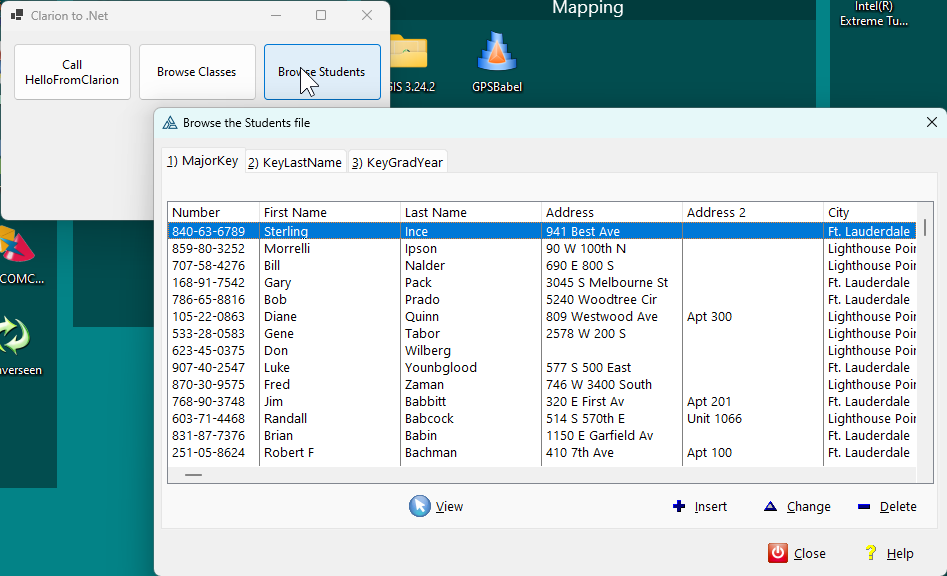 Mapping
Intel(R)
Extreme Tu...
Clarion to .Net
Call
HelloFromClarion
Browse Classes
Browse Students
3.24.2
GPSBabel
Browse the Students file
1) MajorKey
2) KeyLastName
3) KeyGradYear
Number First Name Last Name Address Address 2 City
840-63-6789 Sterling Ince 941 Best Ave Ft. Lauderdale
859-80-3252 Morrelli Ipson 90 W 100th N Lighthouse Poin
707-58-4276 Bill Nalder 690 E 800 S Lighthouse Poin
168-91-7542 Gary Pack 3045 S Melbourne St Ft. Lauderdale
786-65-8816 Bob Prado 5240 Woodtree Cir Ft. Lauderdale
105-22-0863 Diane Quinn 809 Westwood Ave Apt 300 Lighthouse Poin
533-28-0583 Gene Tabor 2578 W 200 S Lighthouse Poin
623-45-0375 Don Wilberg Lighthouse Poin
907-40-2547 Luke Younbglood 577 S 500 East Ft. Lauderdale
870-30-9575 Fred Zaman 746 W 3400 South Lighthouse Poin
768-90-3748 Jim Babbitt 320 E First Av Apt 201 Ft. Lauderdale
603-71-4468 Randall Babcock 514 S 570th E Unit 1066 Lighthouse Poin
831-87-7376 Brian Babin 1150 E Garfield Av Ft. Lauderdale
251-05-8624 Robert F Bachman 410 7th Ave Apt 100 Ft. Lauderdale
View
Insert
Change
Delete
Close
Help
COMC...
nverseen